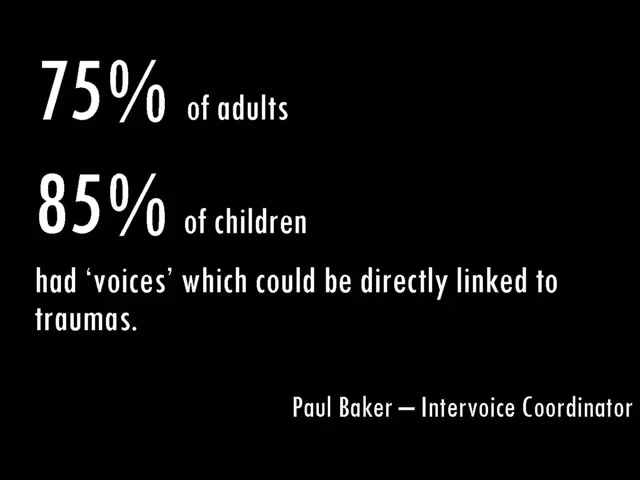 75% of adults
85% of children
had ‘voices’ which could be directly linked to
traumas.
Paul Baker – Intervoice Coordinator